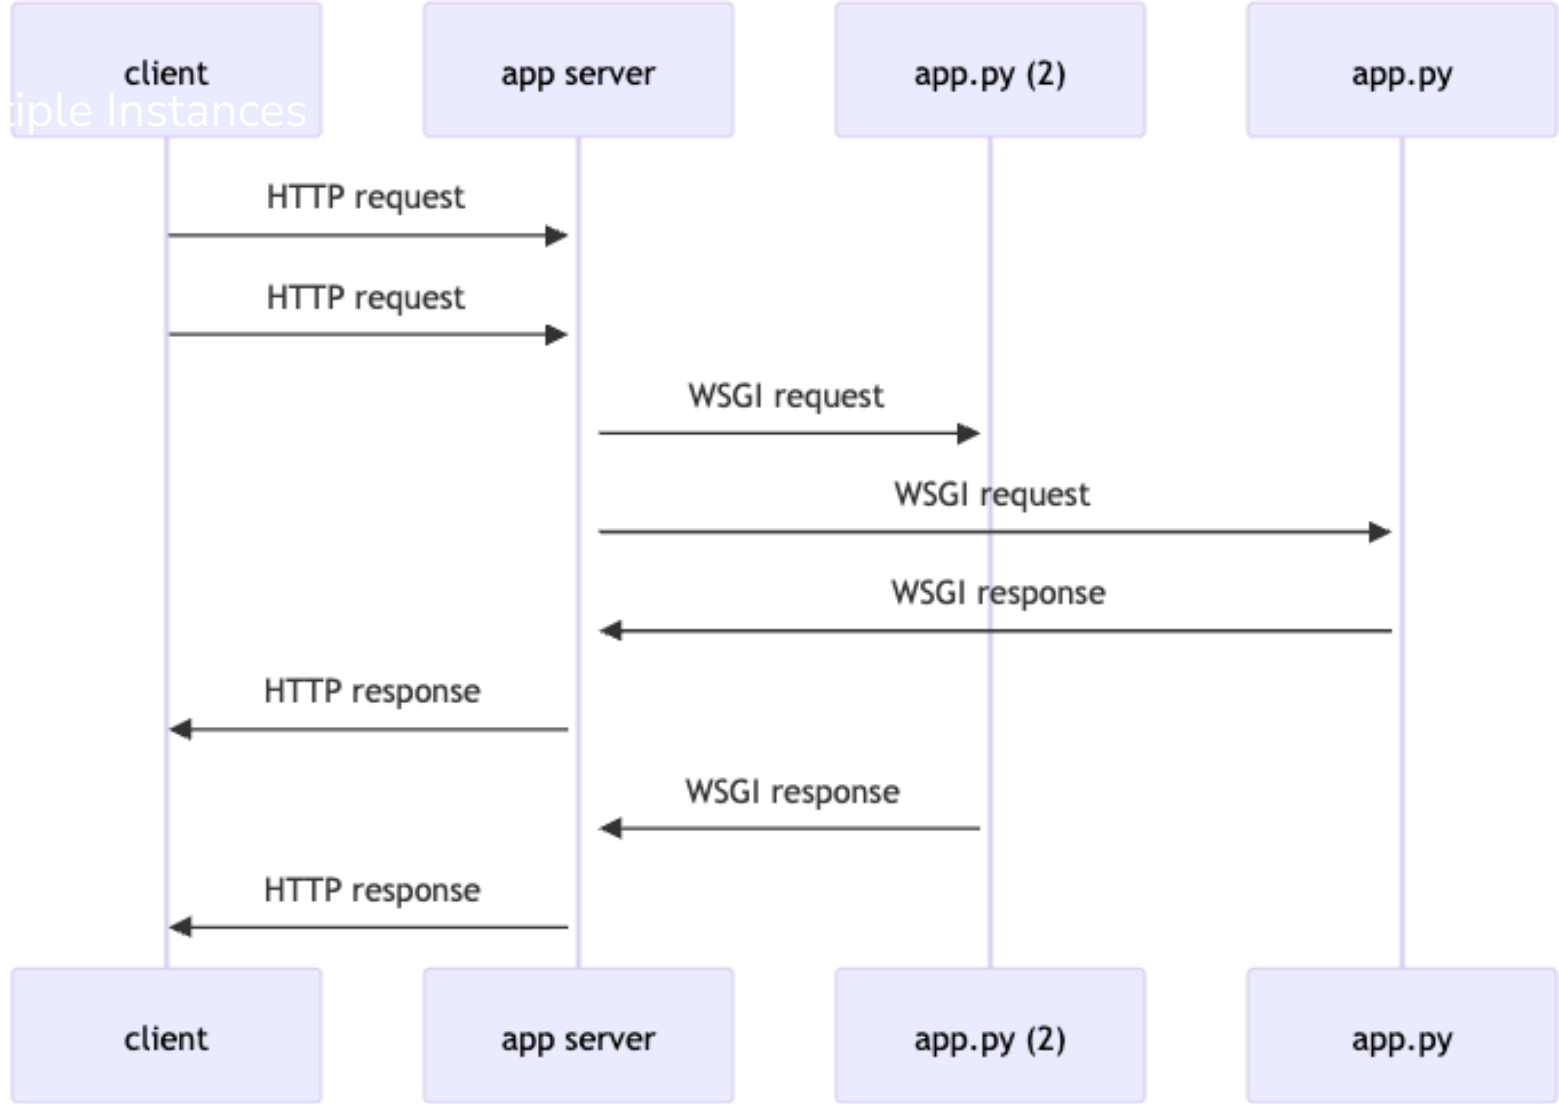 client
app server
app.py (2)
app.py
Instances
HTTP request
HTTP request
WSGI request
WSGI request
WSGI response
HTTP response
WSGI response
HTTP response
client
app server
app.py (2)
app.py